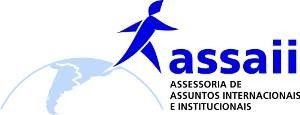 assaii
ASSESSORIA DE
ASSUNTOS INTERNACIONAIS
E INSTITUCIONAIS